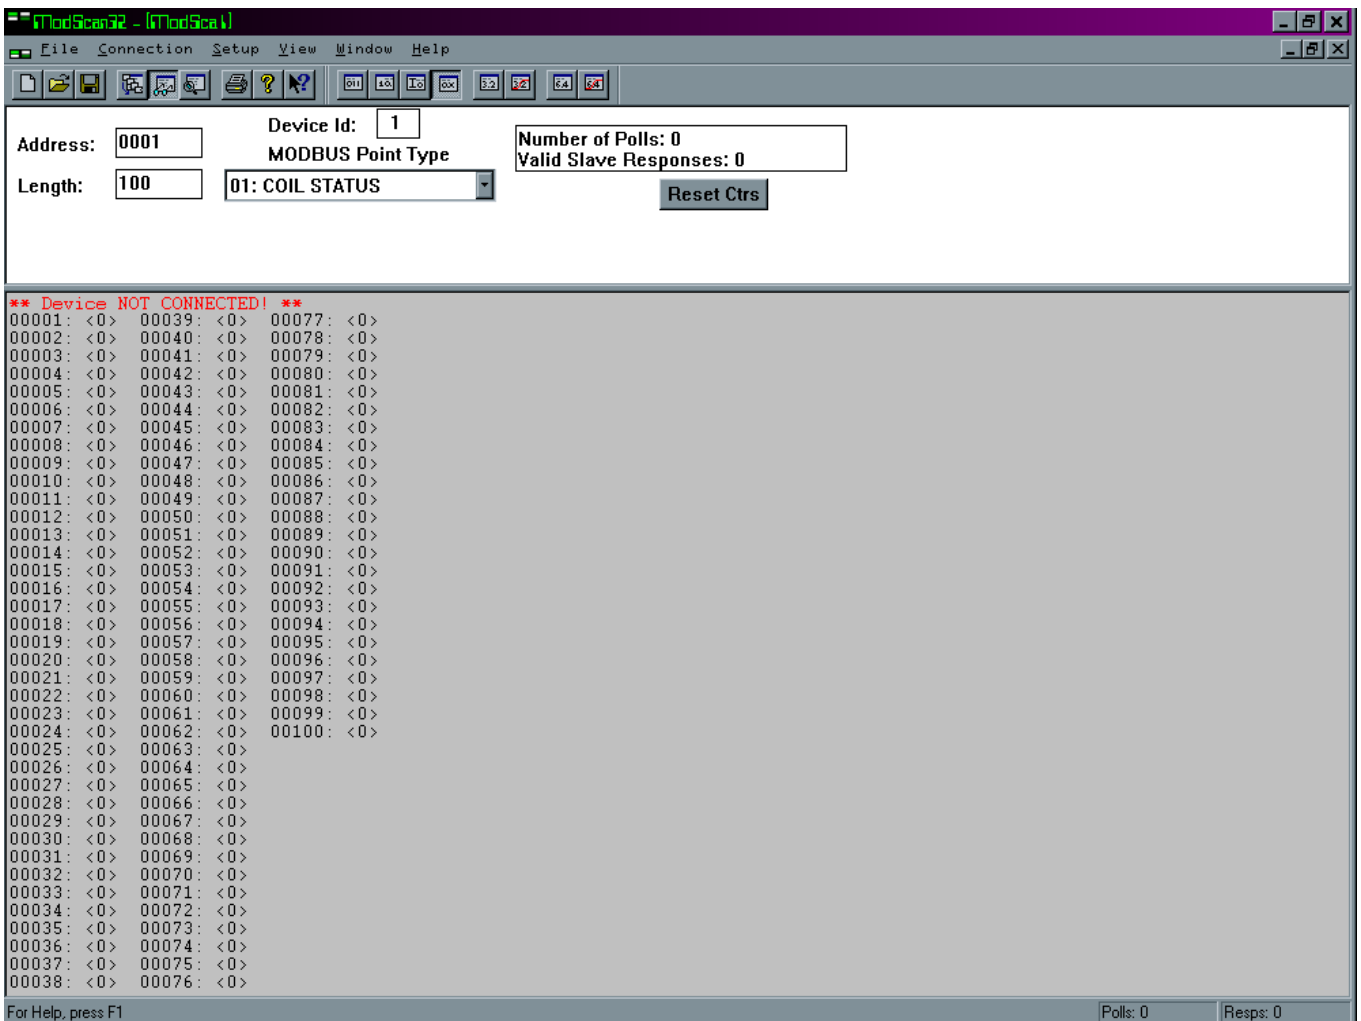 ModScan32 - [ModSca1]
File Connection Setup View Window Help
Address: 0001
Device Id: 1
MODBUS Point Type
Length: 100
01: COIL STATUS
Number of Polls: 0
Valid Slave Responses: 0
Reset Ctrs
** Device NOT CONNECTED! **
00001: <0> 00039: <0> 00077: <0>
00002: <0> 00040: <0> 00078: <0>
00003: <0> 00041: <0> 00079: <0>
00004: <0> 00042: <0> 00080: <0>
00005: <0> 00043: <0> 00081: <0>
00006: <0> 00044: <0> 00082: <0>
00007: <0> 00045: <0> 00083: <0>
00008: <0> 00046: <0> 00084: <0>
00009: <0> 00047: <0> 00085: <0>
00010: <0> 00048: <0> 00086: <0>
00011: <0> 00049: <0> 00087: <0>
00012: <0> 00050: <0> 00088: <0>
00013: <0> 00051: <0> 00089: <0>
00014: <0> 00052: <0> 00090: <0>
00015: <0> 00053: <0> 00091: <0>
00016: <0> 00054: <0> 00092: <0>
00017: <0> 00055: <0> 00093: <0>
00018: <0> 00056: <0> 00094: <0>
00019: <0> 00057: <0> 00095: <0>
00020: <0> 00058: <0> 00096: <0>
00021: <0> 00059: <0> 00097: <0>
00022: <0> 00060: <0> 00098: <0>
00023: <0> 00061: <0> 00099: <0>
00024: <0> 00062: <0> 00100: <0>
00025: <0> 00063: <0>
00026: <0> 00064: <0>
00027: <0> 00065: <0>
00028: <0> 00066: <0>
00029: <0> 00067: <0>
00030: <0> 00068: <0>
00031: <0> 00069: <0>
00032: <0> 00070: <0>
00033: <0> 00071: <0>
00034: <0> 00072: <0>
00035: <0> 00073: <0>
00036: <0> 00074: <0>
00037: <0> 00075: <0>
00038: <0> 00076: <0>
For Help, press F1
Polls: 0
Resps: 0